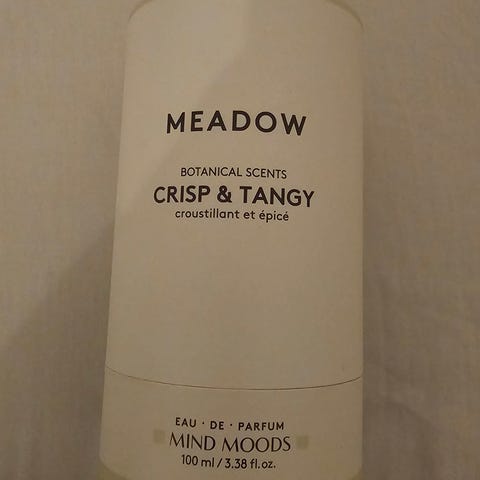 MEADOW
BOTANICAL SCENTS
CRISP & TANGY
croustillant et épicé
EAU · DE · PARFUM
MIND MOODS
100 ml / 3.38 fl.oz.